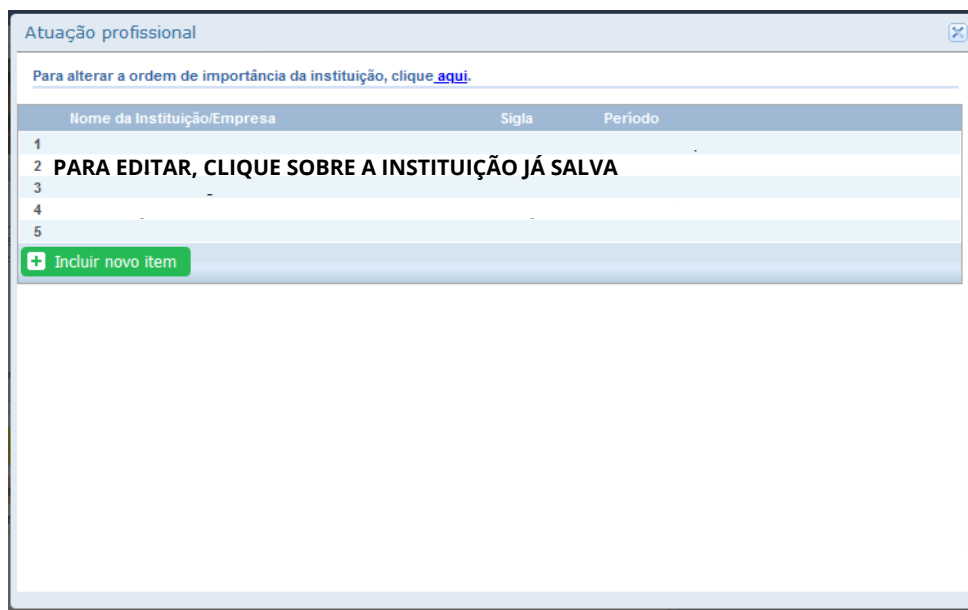 Atuação profissional
Para alterar a ordem de importância da instituição, clique aqui.
Nome da Instituição/Empresa Sigla Período
1
2 PARA EDITAR, CLIQUE SOBRE A INSTITUIÇÃO JÁ SALVA
3
4
5
Incluir novo item